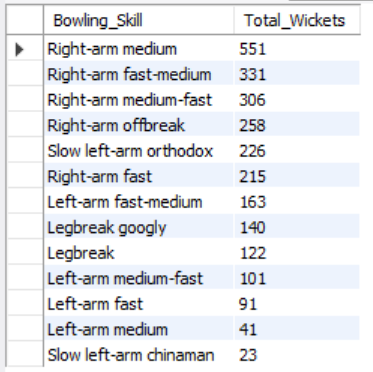 Bowling_Skill Total_Wickets
Right-arm medium 551
Right-arm fast-medium 331
Right-arm medium-fast 306
Right-arm offbreak 258
Slow left-arm orthodox 226
Right-arm fast 215
Left-arm fast-medium 163
Legbreak googly 140
Legbreak 122
Left-arm medium-fast 101
Left-arm fast 91
Left-arm medium 41
Slow left-arm chinaman 23